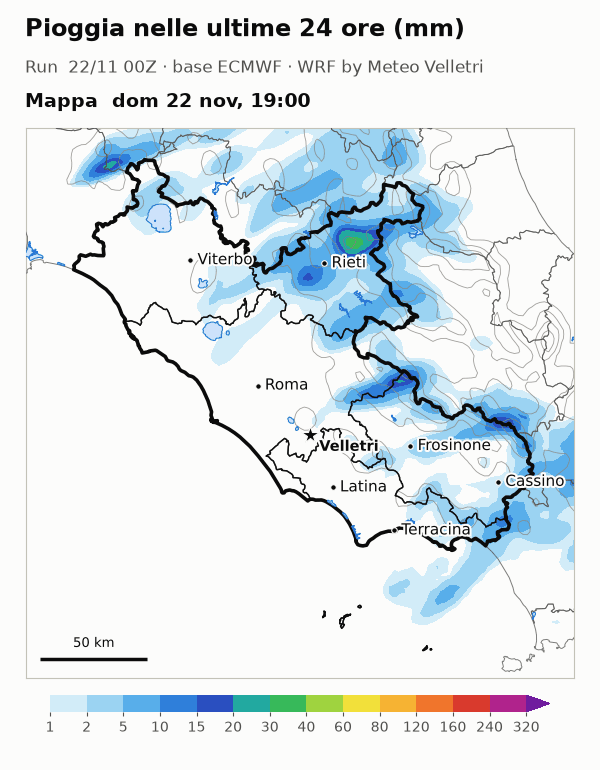 Pioggia nelle ultime 24 ore (mm)
Run  22/11 00Z · base ECMWF · WRF by Meteo Velletri
Mappa  dom 22 nov, 19:00
Viterbo
Rieti
Roma
Velletri
Frosinone
Latina
Cassino
Terracina
50 km
1 2 5 10 15 20 30 40 60 80 120 160 240 320